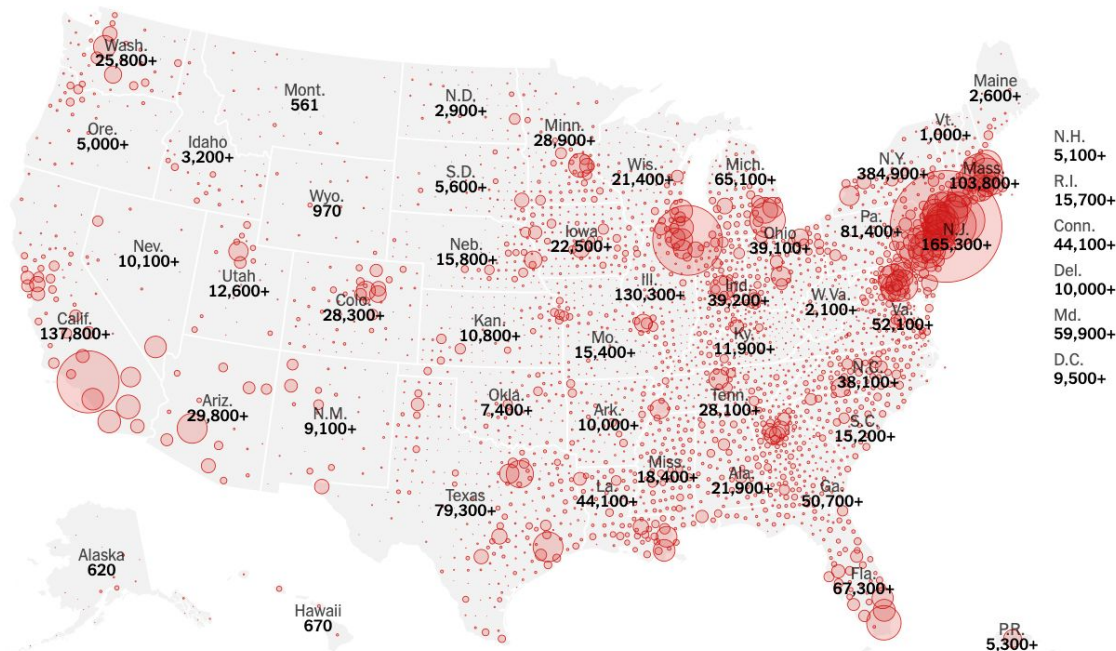 Wash.
25,800+
Mont.
561
N.D.
2,900+
Minn.
28,900+
Maine
2,600+
Vt.
1,000+
N.H.
5,100+
Ore.
5,000+
Idaho
3,200+
S.D.
5,600+
Wis.
21,400+
Mich.
65,100+
N.Y.
384,900+
Mass.
103,800+
R.I.
15,700+
Wyo.
970
Nev.
10,100+
Utah
12,600+
Neb.
15,800+
Iowa
22,500+
Ohio
39,100+
Pa.
81,400+
N.J.
165,300+
Conn.
44,100+
Colo.
28,300+
Ill.
130,300+
Ind.
39,200+
W.Va.
2,100+
Va.
52,100+
Del.
10,000+
Calif.
137,800+
Kan.
10,800+
Mo.
15,400+
Ky.
11,900+
Md.
59,900+
D.C.
9,500+
Ariz.
29,800+
N.M.
9,100+
Okla.
7,400+
Ark.
10,000+
Tenn.
28,100+
N.C.
38,100+
S.C.
15,200+
Texas
79,300+
La.
44,100+
Miss.
18,400+
Ala.
21,900+
Ga.
50,700+
Alaska
620
Hawaii
670
Fla.
67,300+
P.R.
5,300+